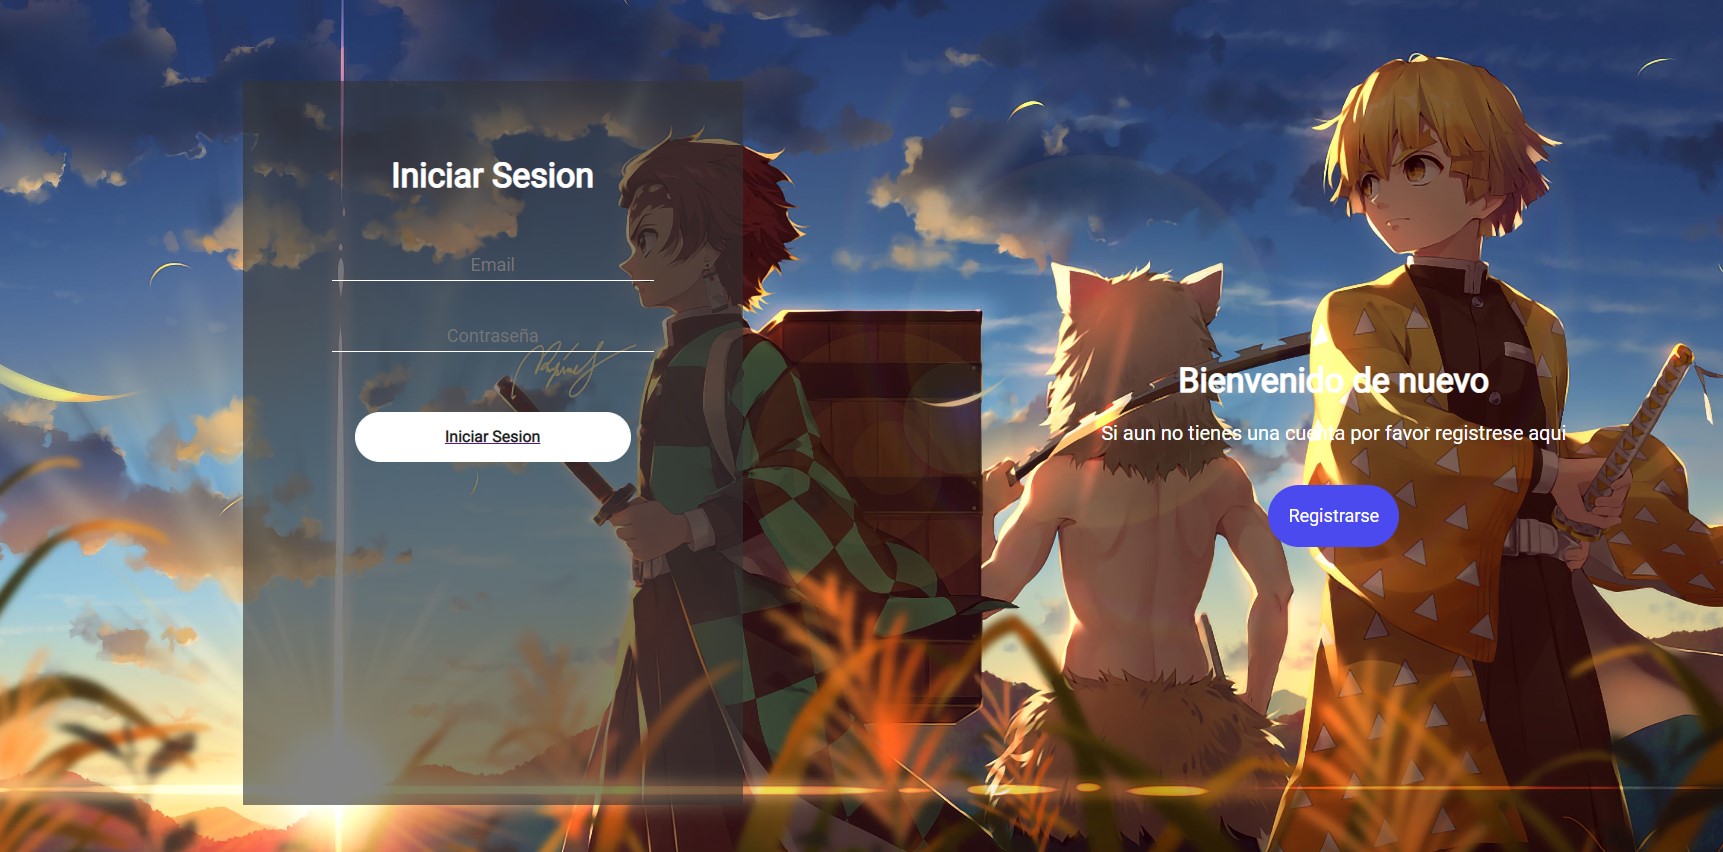 Iniciar Sesion
Email
Contraseña
Iniciar Sesion
Bienvenido de nuevo
Si aun no tienes una cuenta por favor registrese aqui
Registrarse